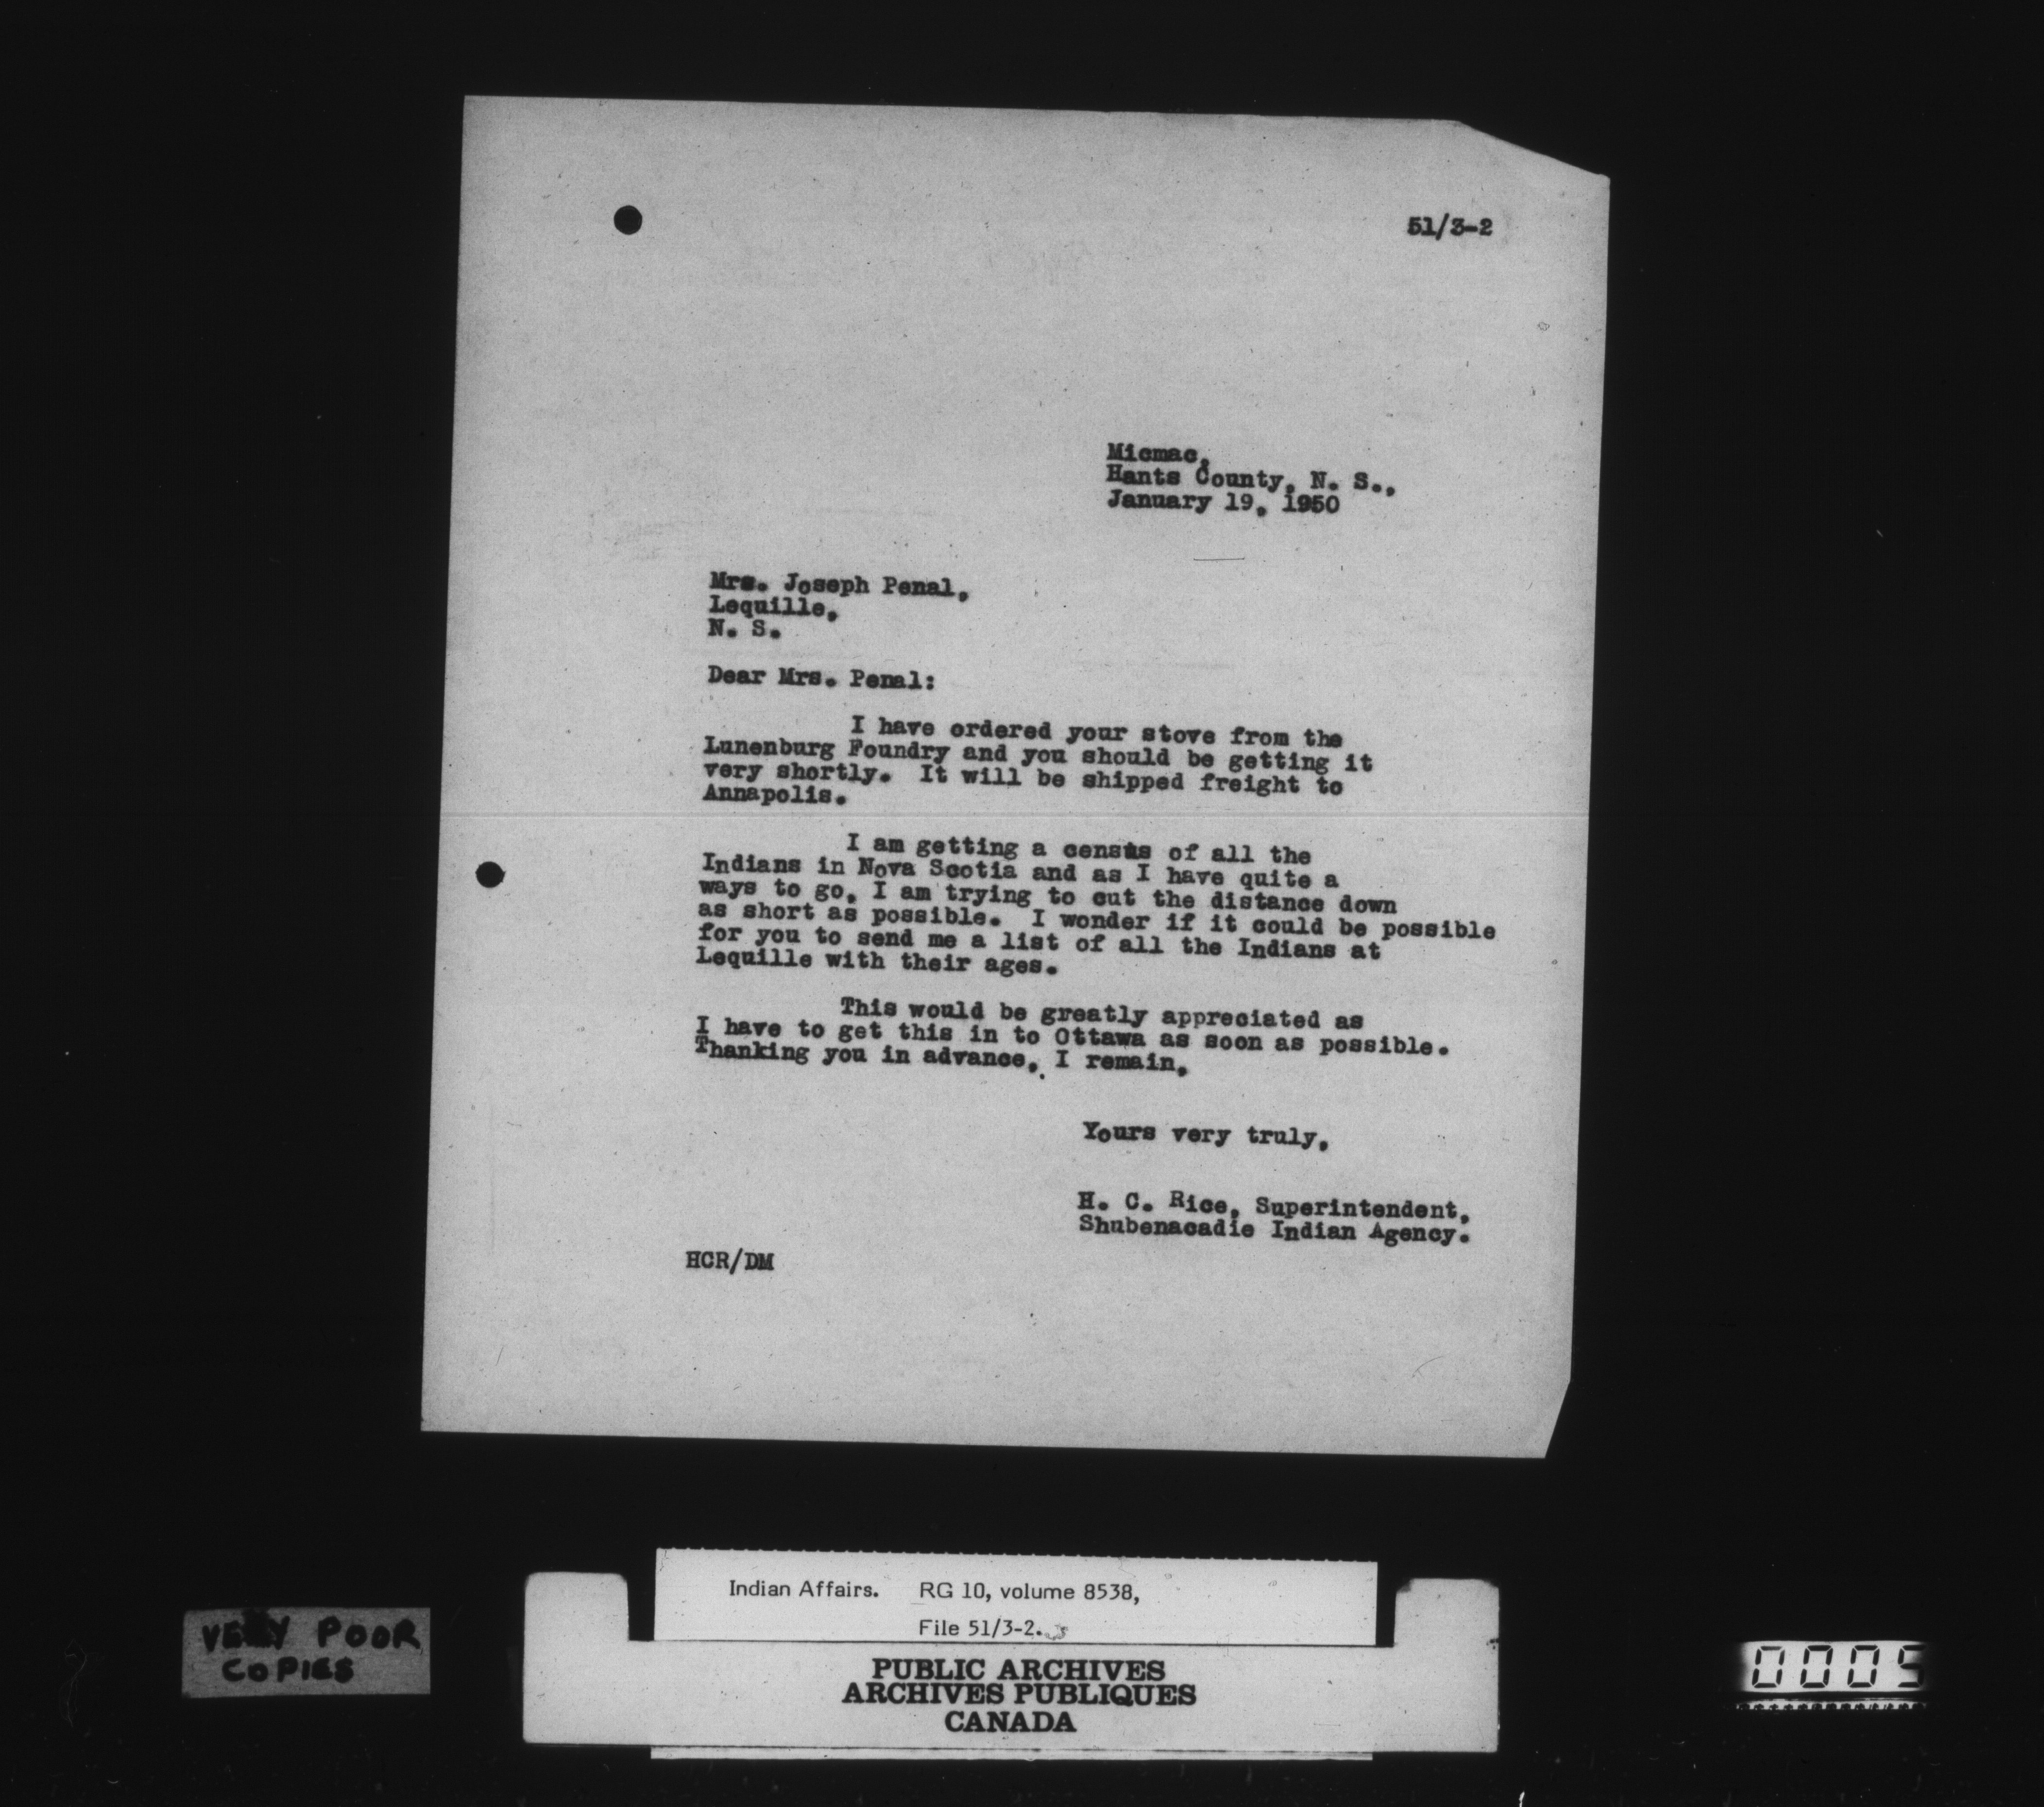 51/3-2
Micmac,
Hants County, N. S.,
January 19, 1950
Mrs. Joseph Penal,
Lequille,
N. S.
Dear Mrs. Penal:
I have ordered your stove from the
Lunenburg Foundry and you should be getting it
very shortly. It will be shipped freight to
Annapolis.
I am getting a census of all the
Indians in Nova Scotia and as I have quite a
ways to go, I am trying to cut the distance down
as short as possible. I wonder if it could be possible
for you to send me a list of all the Indians at
Lequille with their ages.
This would be greatly appreciated as
I have to get this in to Ottawa as soon as possible.
Thanking you in advance, I remain,
Yours very truly,
H. C. Rice, Superintendent,
Shubenacadie Indian Agency.
HCR/DM
Indian Affairs. RG 10, volume 8538,
File 51/3-2.
VERY POOR
COPIES
PUBLIC ARCHIVES
ARCHIVES PUBLIQUES
CANADA
0005